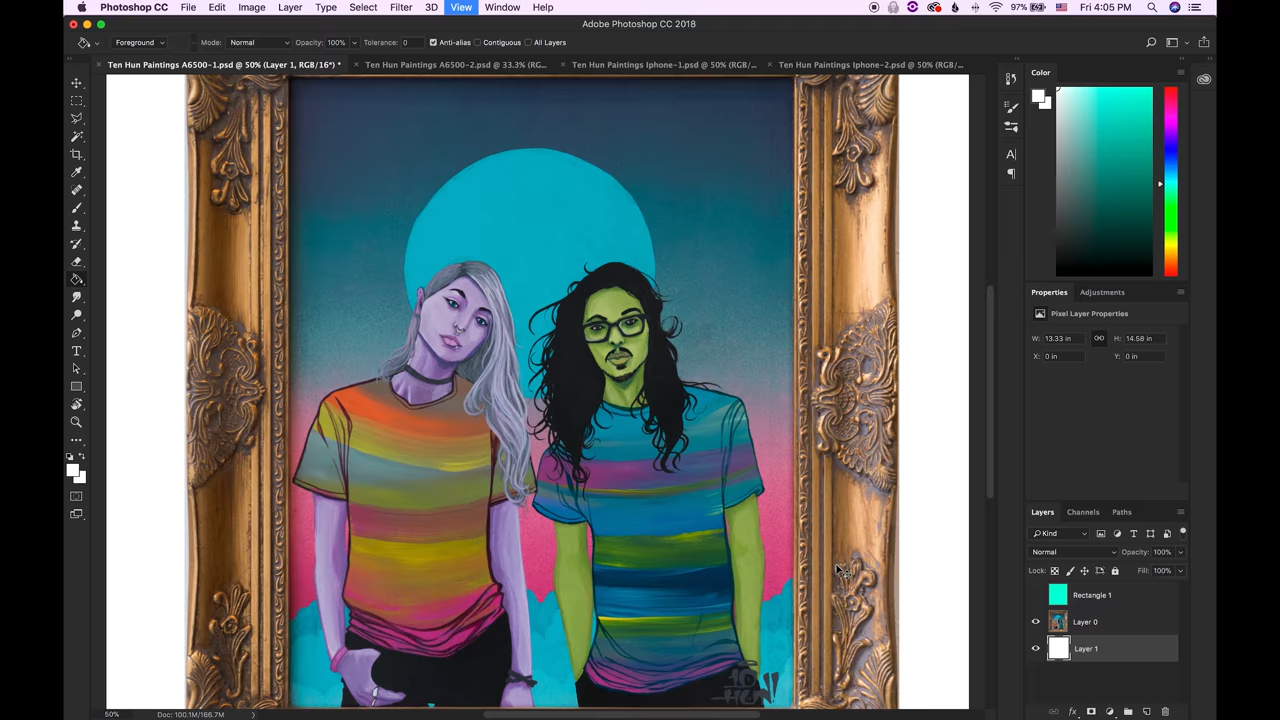 Photoshop CC File Edit Image Layer Type Select Filter 3D View Window Help 97% Fri 4:05 PM
Adobe Photoshop CC 2018
Foreground Mode: Normal Opacity: 100% Tolerance: 0 Anti-alias Contiguous All Layers
× Ten Hun Paintings A6500-1.psd @ 50% (Layer 1, RGB/16*) * × Ten Hun Paintings A6500-2.psd @ 33.3% (RG... × Ten Hun Paintings Iphone-1.psd @ 50% (RGB/... × Ten Hun Paintings Iphone-2.psd @ 50% (RGB/...
Color
Properties Adjustments
Pixel Layer Properties
W: 13.33 in H: 14.58 in
X: 0 in Y: 0 in
Layers Channels Paths
Kind
Normal Opacity: 100%
Lock: Fill: 100%
Rectangle 1
Layer 0
Layer 1
10
HUN!
50% Doc: 100.1M/166.7M